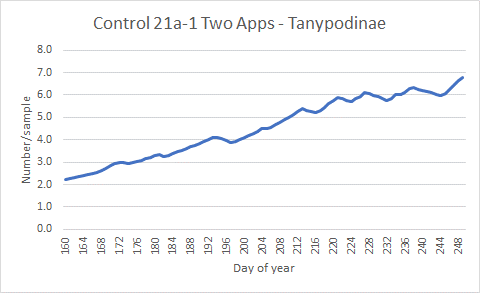 Control 21a-1 Two Apps - Tanypodinae
8.0
7.0
6.0
5.0
4.0
3.0
2.0
1.0
0.0
Number/sample
160 164 168 172 176 180 184 188 192 196 200 204 208 212 216 220 224 228 232 236 240 244 248
Day of year